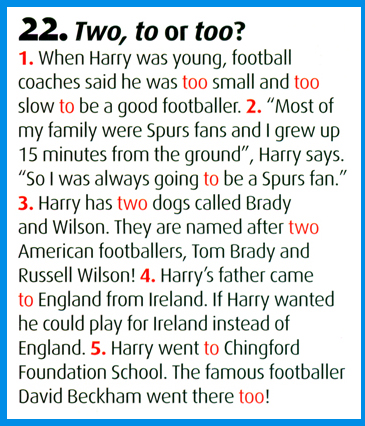 22. Two, to or too?
1. When Harry was young, football
coaches said he was too small and too
slow to be a good footballer. 2. “Most of
my family were Spurs fans and I grew up
15 minutes from the ground”, Harry says.
“So I was always going to be a Spurs fan.”
3. Harry has two dogs called Brady
and Wilson. They are named after two
American footballers, Tom Brady and
Russell Wilson! 4. Harry’s father came
to England from Ireland. If Harry wanted
he could play for Ireland instead of
England. 5. Harry went to Chingford
Foundation School. The famous footballer
David Beckham went there too!